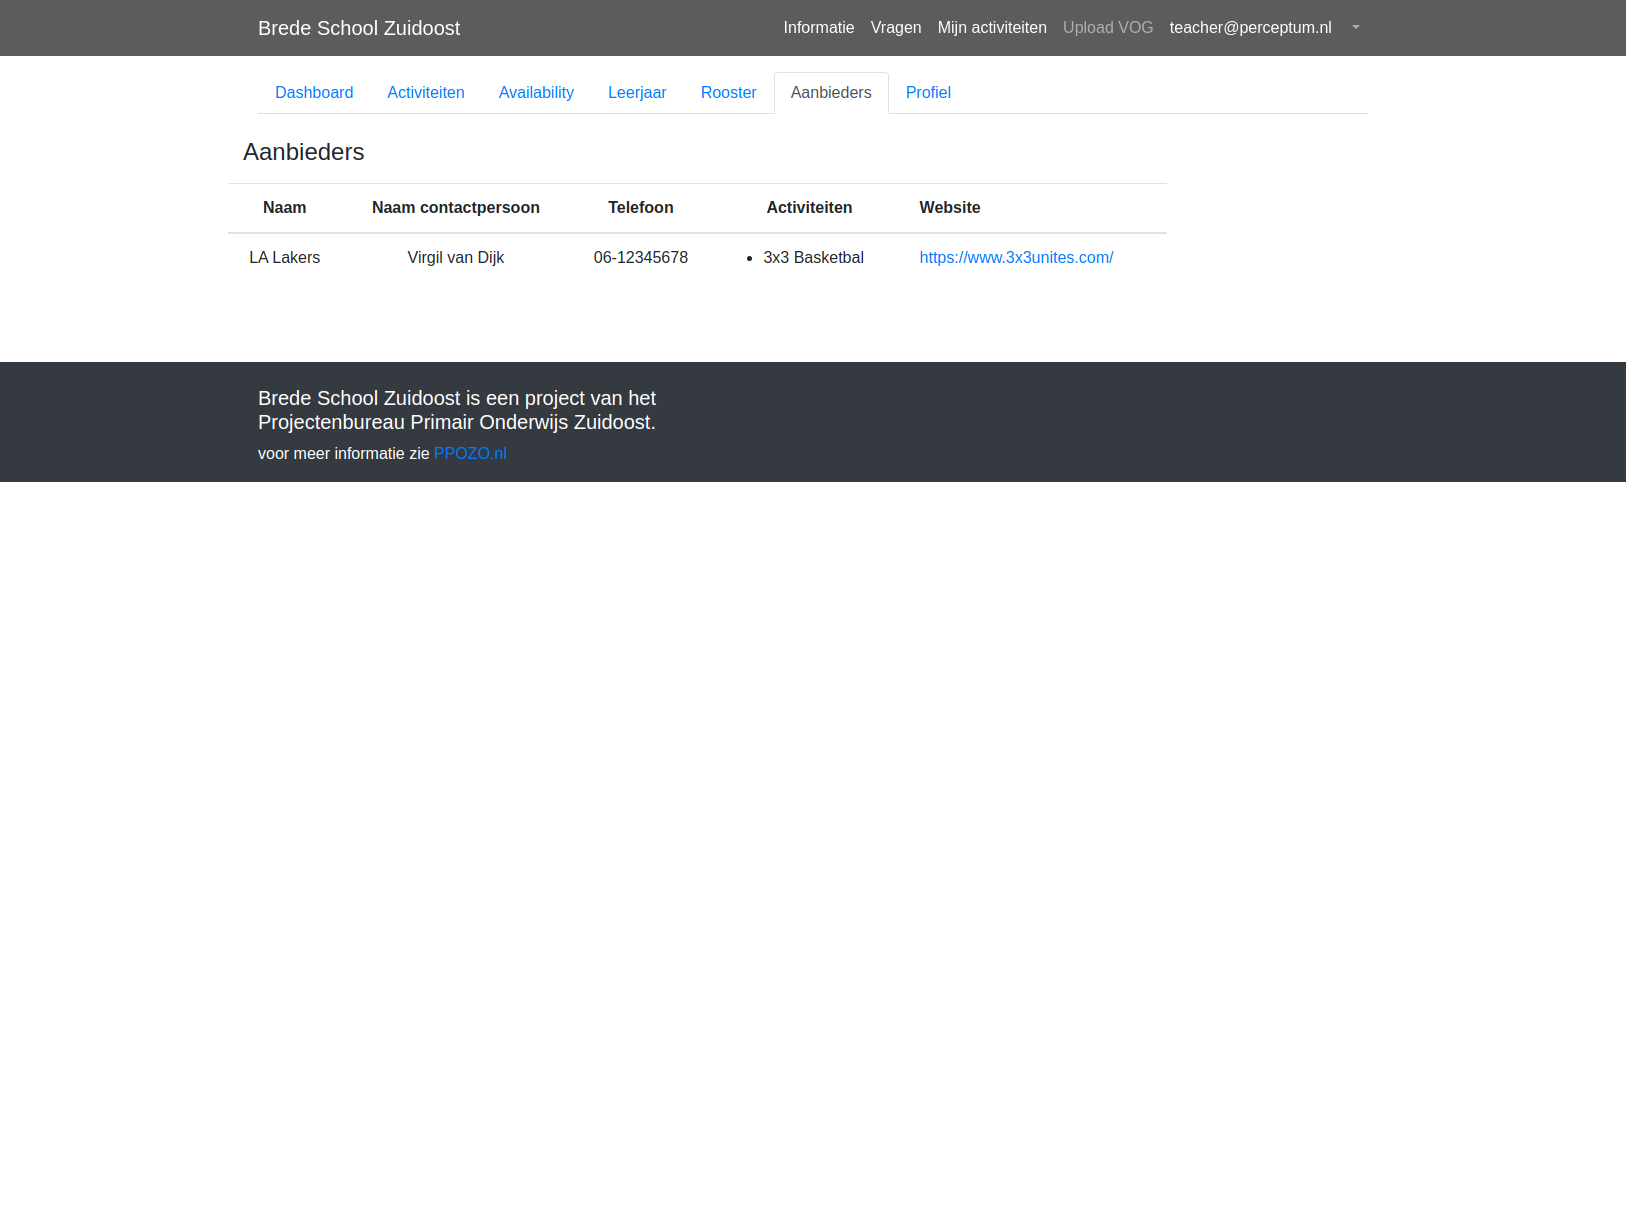 Brede School Zuidoost Informatie Vragen Mijn activiteiten Upload VOG teacher@perceptum.nl
Dashboard Activiteiten Availability Leerjaar Rooster Aanbieders Profiel
Aanbieders
Naam Naam contactpersoon Telefoon Activiteiten Website
LA Lakers Virgil van Dijk 06-12345678 • 3x3 Basketbal https://www.3x3unites.com/
Brede School Zuidoost is een project van het
Projectenbureau Primair Onderwijs Zuidoost.
voor meer informatie zie PPOZO.nl